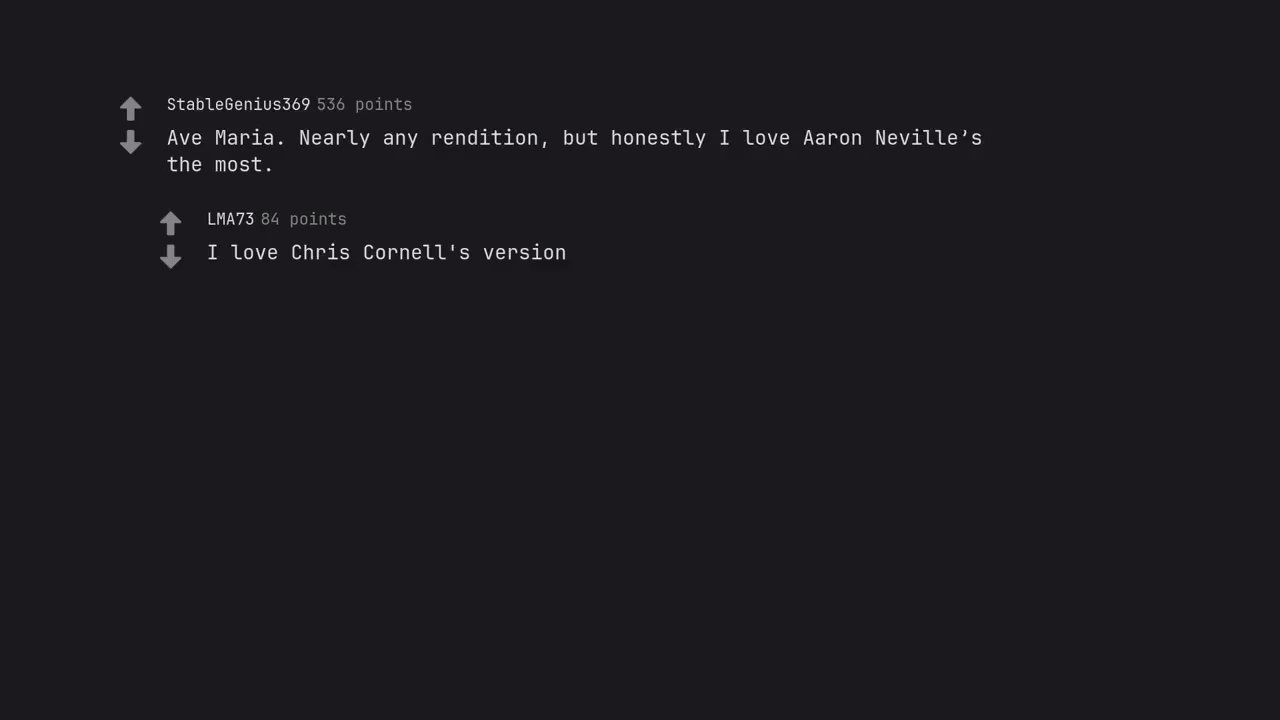 StableGenius369 536 points
Ave Maria. Nearly any rendition, but honestly I love Aaron Neville’s
the most.
LMA73 84 points
I love Chris Cornell's version